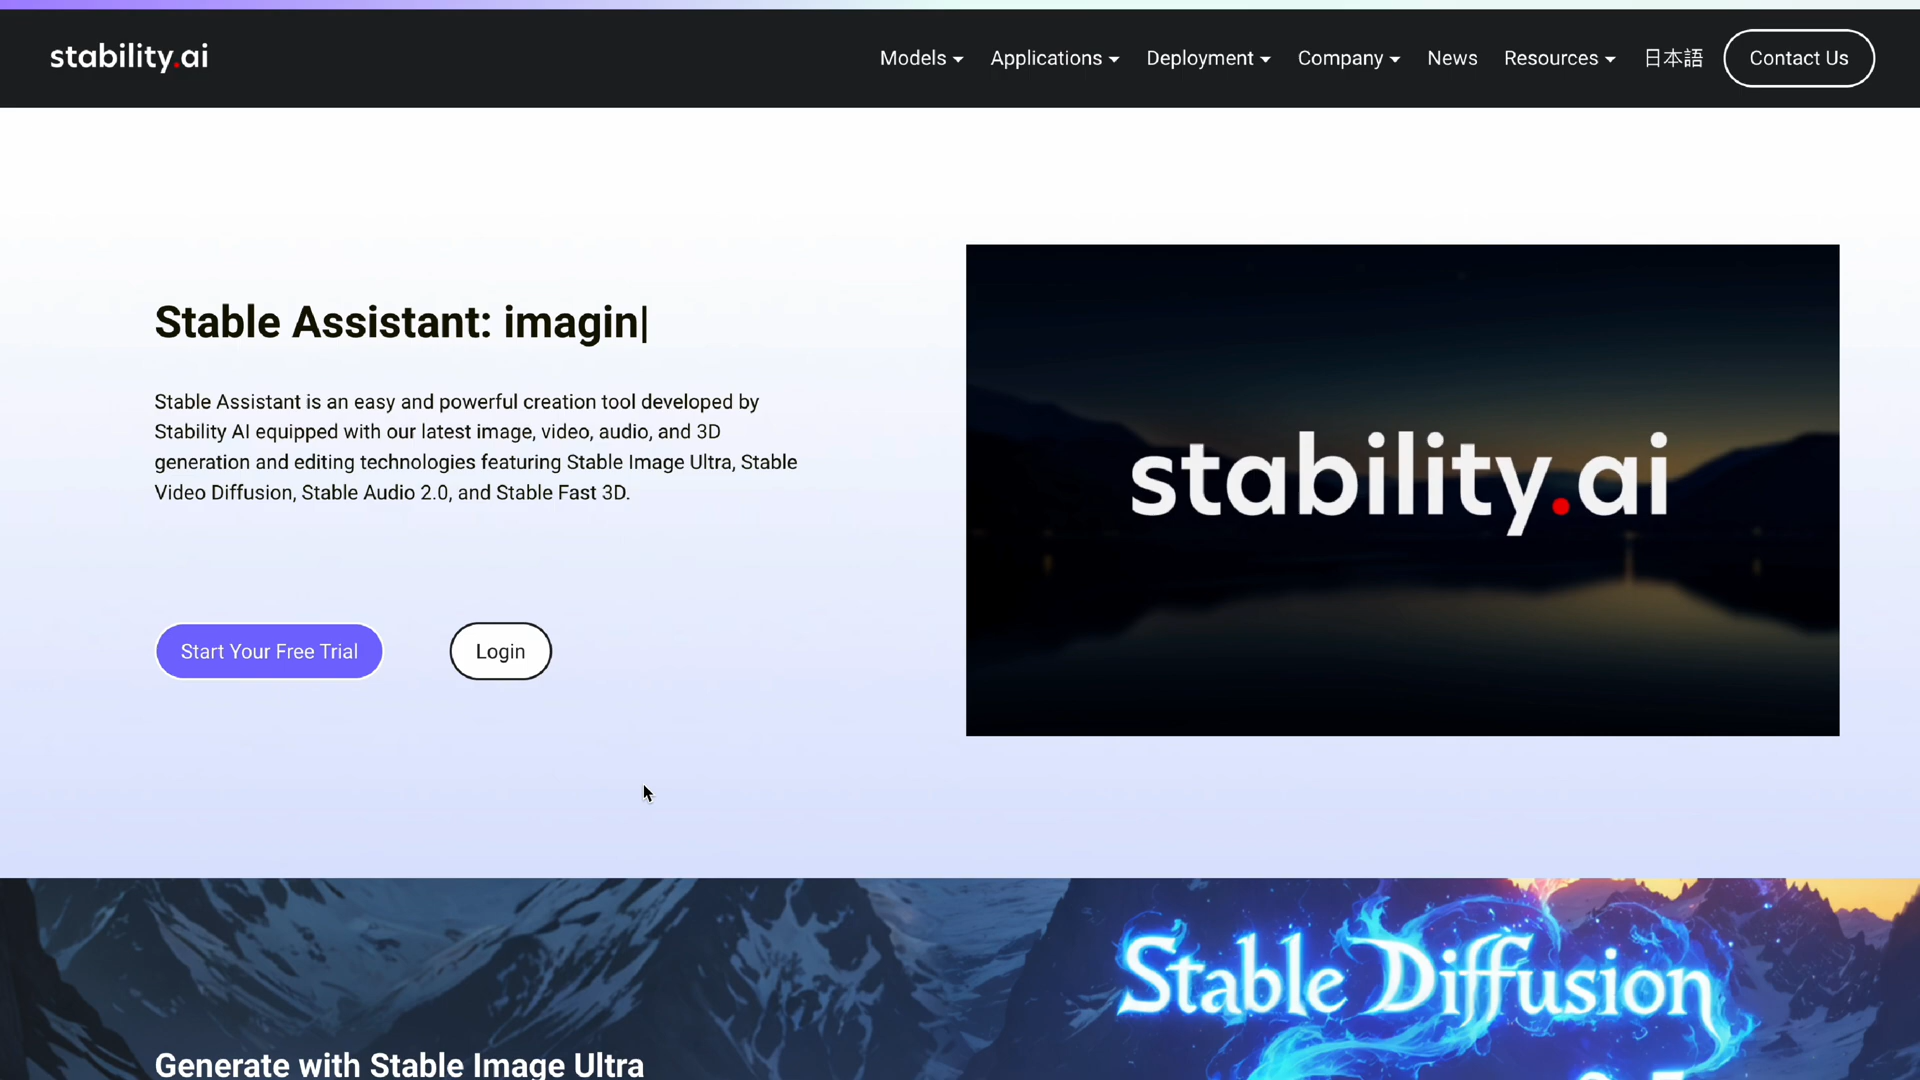 stability.ai
Models
Applications
Deployment
Company
News
Resources
日本語
Contact Us
Stable Assistant: imagin
Stable Assistant is an easy and powerful creation tool developed by
Stability AI equipped with our latest image, video, audio, and 3D
generation and editing technologies featuring Stable Image Ultra, Stable
Video Diffusion, Stable Audio 2.0, and Stable Fast 3D.
Start Your Free Trial
Login
stability.ai
Stable Diffusion
Generate with Stable Image Ultra